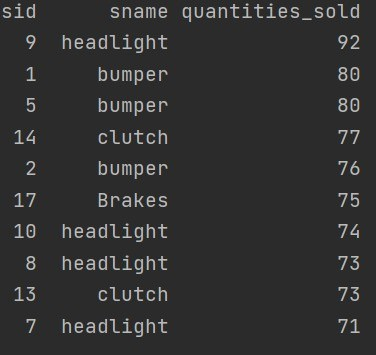 sid sname quantities_sold
9 headlight 92
1 bumper 80
5 bumper 80
14 clutch 77
2 bumper 76
17 Brakes 75
10 headlight 74
8 headlight 73
13 clutch 73
7 headlight 71